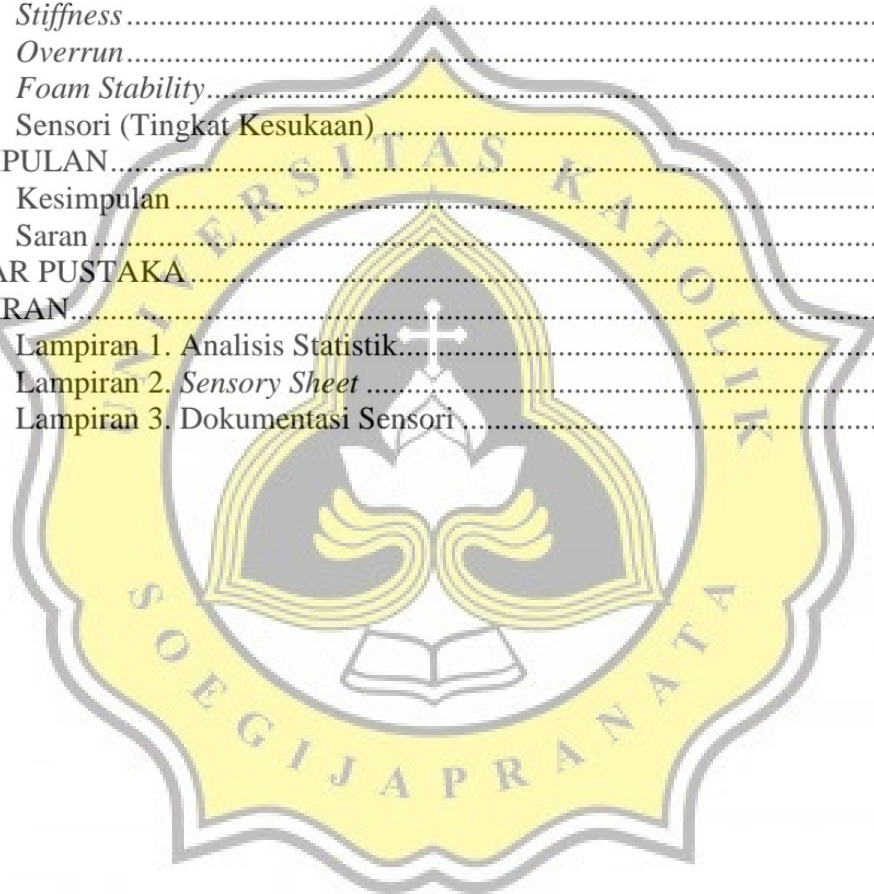 Stiffness ........................................................................
Overrun ........................................................................
Foam Stability ........................................................................
Sensori (Tingkat Kesukaan) ........................................................................
PULAN ........................................................................
Kesimpulan ........................................................................
Saran ........................................................................
AR PUSTAKA ........................................................................
RAN ........................................................................
Lampiran 1. Analisis Statistik ........................................................................
Lampiran 2. Sensory Sheet ........................................................................
Lampiran 3. Dokumentasi Sensori ........................................................................
UNIVERSITAS KATOLIK
SOEGIJAPRANATA